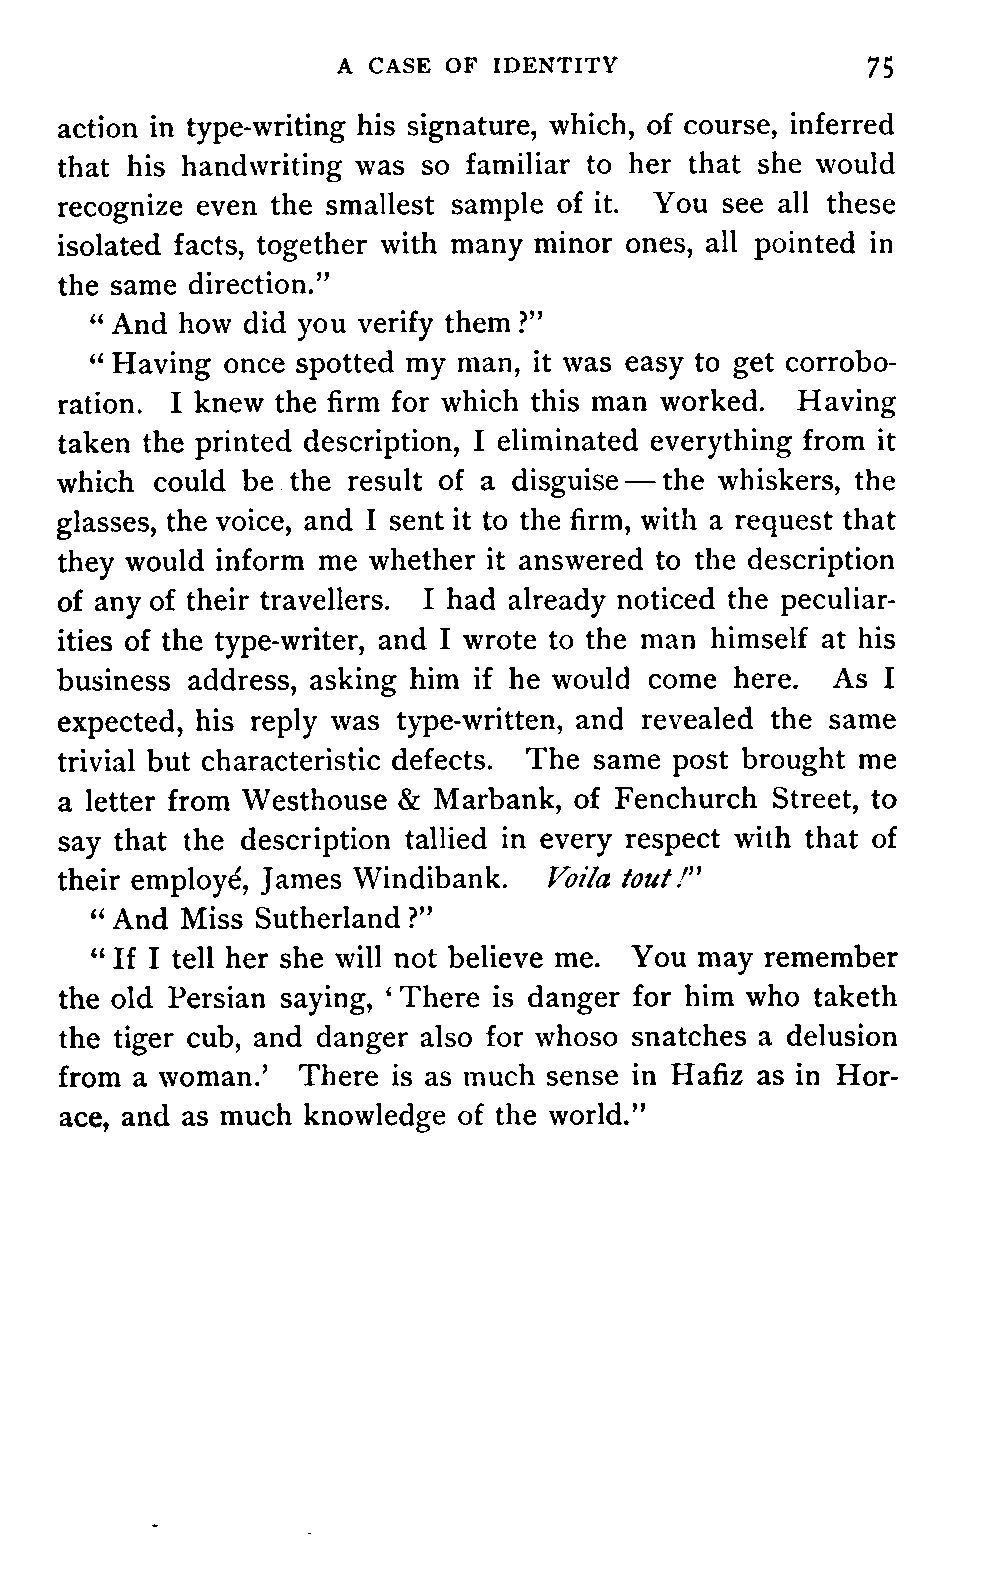 A CASE OF IDENTITY 75
action in type-writing his signature, which, of course, inferred
that his handwriting was so familiar to her that she would
recognize even the smallest sample of it. You see all these
isolated facts, together with many minor ones, all pointed in
the same direction.”
“ And how did you verify them ?”
“ Having once spotted my man, it was easy to get corrobo-
ration. I knew the firm for which this man worked. Having
taken the printed description, I eliminated everything from it
which could be the result of a disguise — the whiskers, the
glasses, the voice, and I sent it to the firm, with a request that
they would inform me whether it answered to the description
of any of their travellers. I had already noticed the peculiar-
ities of the type-writer, and I wrote to the man himself at his
business address, asking him if he would come here. As I
expected, his reply was type-written, and revealed the same
trivial but characteristic defects. The same post brought me
a letter from Westhouse & Marbank, of Fenchurch Street, to
say that the description tallied in every respect with that of
their employé, James Windibank. Voila tout !”
“ And Miss Sutherland ?”
“ If I tell her she will not believe me. You may remember
the old Persian saying, ‘ There is danger for him who taketh
the tiger cub, and danger also for whoso snatches a delusion
from a woman.’ There is as much sense in Hafiz as in Hor-
ace, and as much knowledge of the world.”